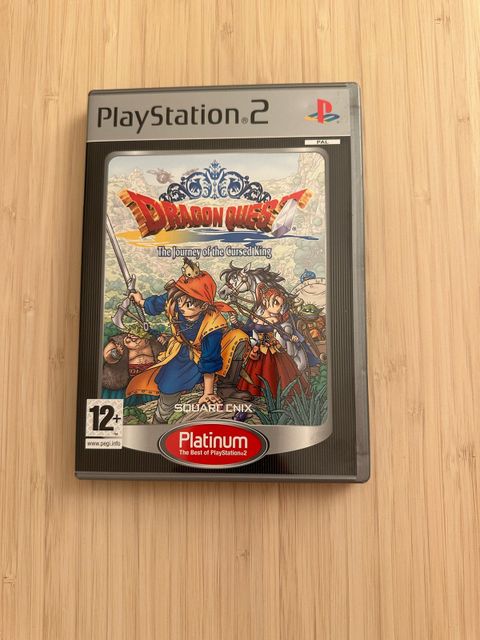 PlayStation®2
PAL
DRAGON QUEST
The Journey of the Cursed King
SQUARE ENIX
12+
www.pegi.info
Platinum
The Best of PlayStation®2